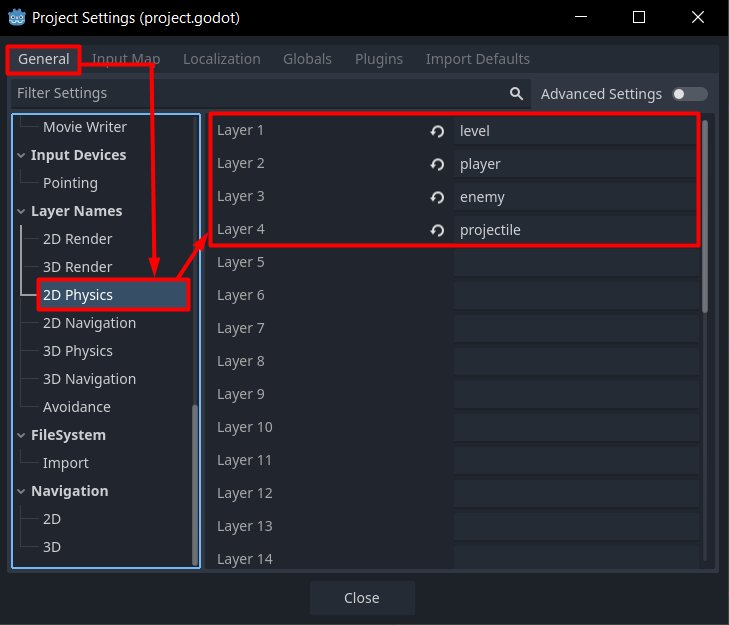 Project Settings (project.godot)
General Input Map Localization Globals Plugins Import Defaults
Filter Settings
Advanced Settings
Movie Writer
Input Devices
Pointing
Layer Names
2D Render
3D Render
2D Physics
2D Navigation
3D Physics
3D Navigation
Avoidance
FileSystem
Import
Navigation
2D
3D
Layer 1 level
Layer 2 player
Layer 3 enemy
Layer 4 projectile
Layer 5
Layer 6
Layer 7
Layer 8
Layer 9
Layer 10
Layer 11
Layer 12
Layer 13
Layer 14
Close